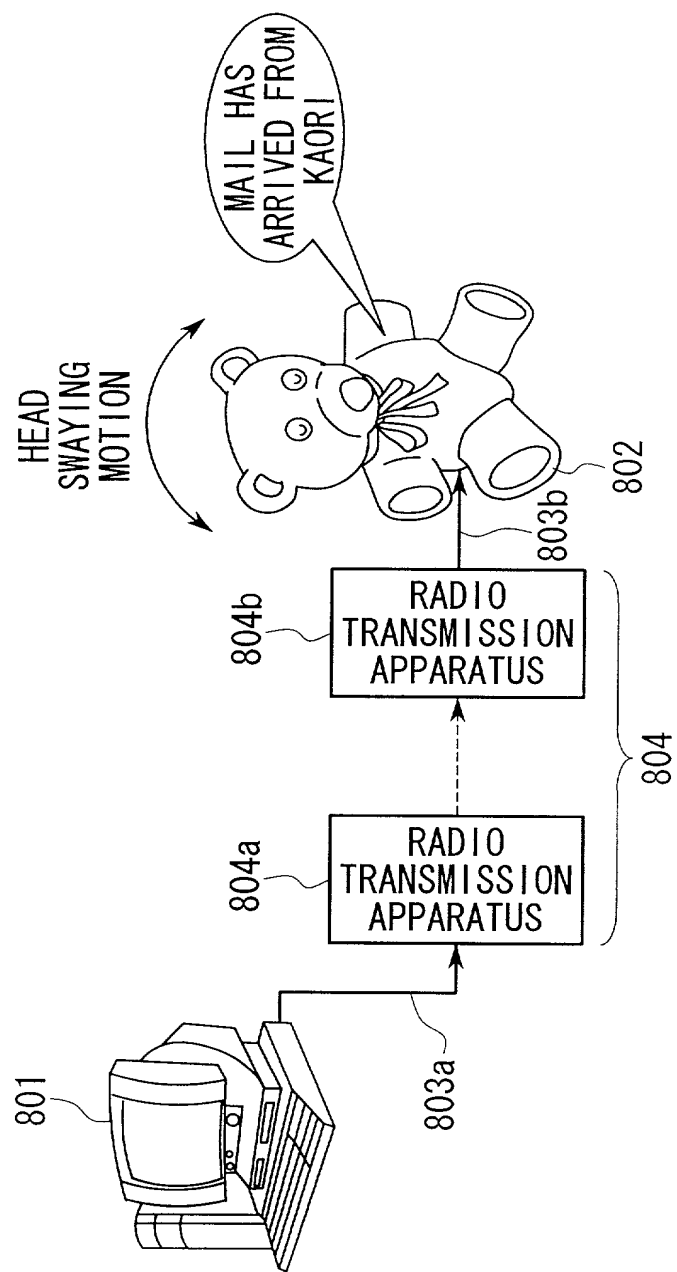 HEAD
SWAYING
MOTION
MAIL HAS
ARRIVED FROM
KAORI
801
803a
804a
RADIO
TRANSMISSION
APPARATUS
804b
RADIO
TRANSMISSION
APPARATUS
803b
802
804